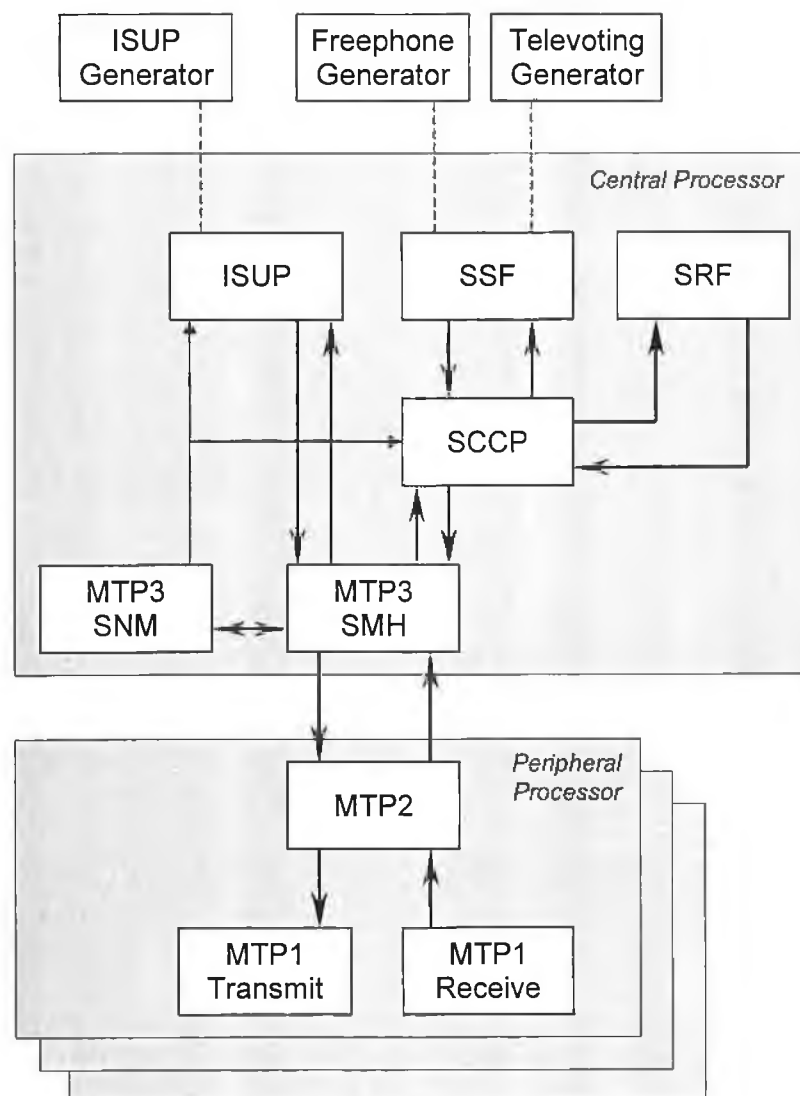 ISUP
Generator
Freephone
Generator
Televoting
Generator
Central Processor
ISUP
SSF
SRF
SCCP
MTP3
SNM
MTP3
SMH
Peripheral
Processor
MTP2
MTP1
Transmit
MTP1
Receive